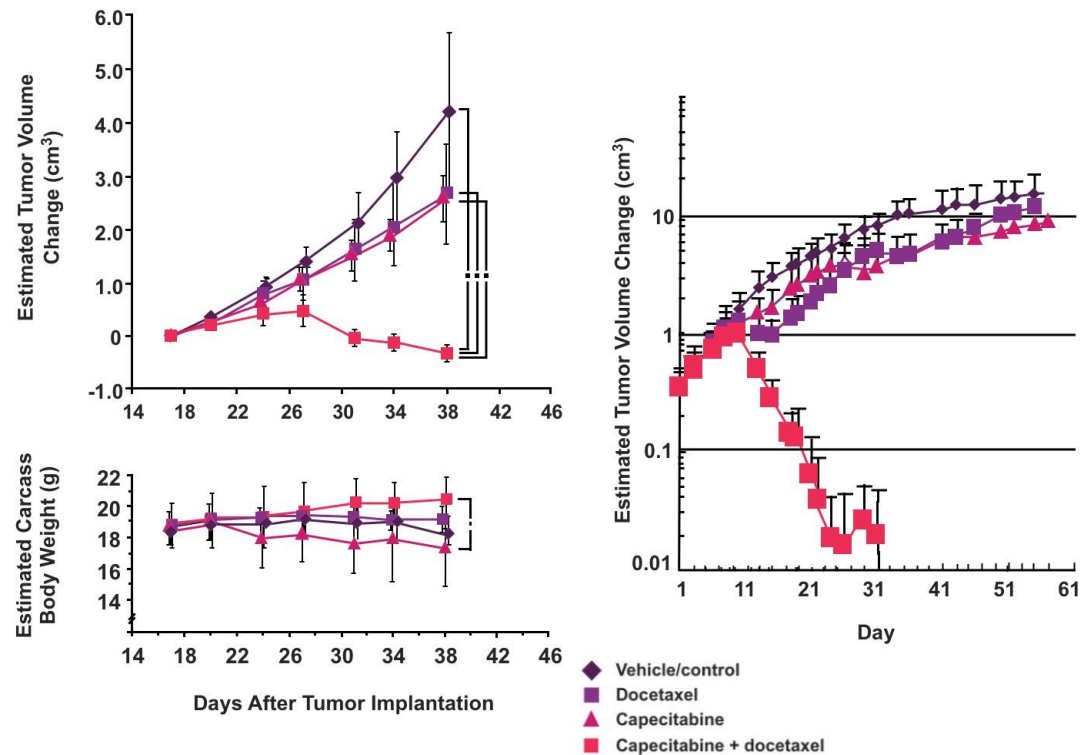 Estimated Tumor Volume
Change (cm³)
6.0
5.0
4.0
3.0
2.0
1.0
0
-1.0
14 18 22 26 30 34 38 42 46
Estimated Carcass
Body Weight (g)
22
20
18
16
14
14 18 22 26 30 34 38 42 46
Days After Tumor Implantation
Estimated Tumor Volume Change (cm³)
10
1
0.1
0.01
1 11 21 31 41 51 61
Day
Vehicle/control
Docetaxel
Capecitabine
Capecitabine + docetaxel